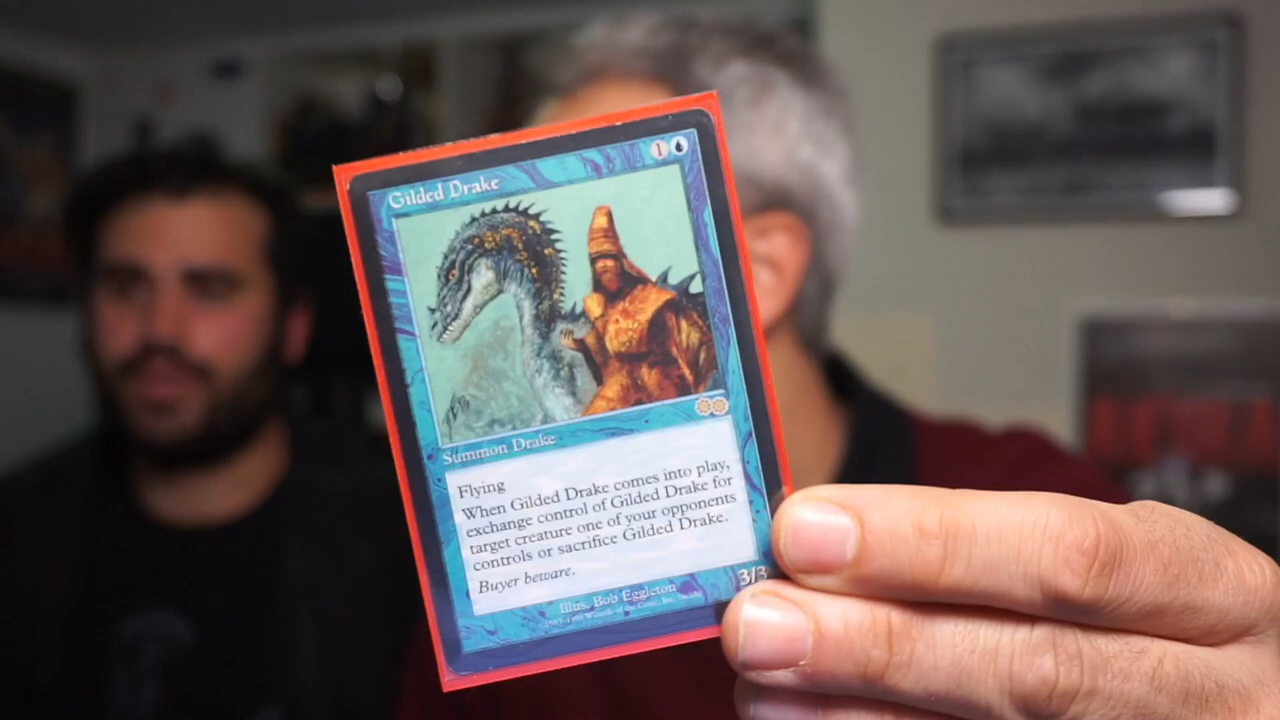 Gilded Drake
1
Summon Drake
Flying
When Gilded Drake comes into play,
exchange control of Gilded Drake for
target creature one of your opponents
controls or sacrifice Gilded Drake.
Buyer beware.
3/3
Illus. Bob Eggleton